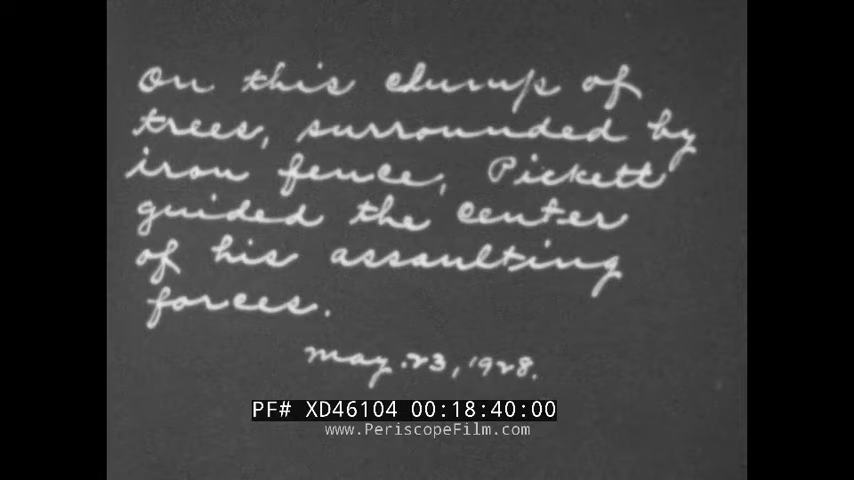 On this clump of
trees, surrounded by
iron fence, Pickett
guided the center
of his assaulting
forces.
May 23, 1928.
PF# XD46104 00:18:40:00
www.PeriscopeFilm.com